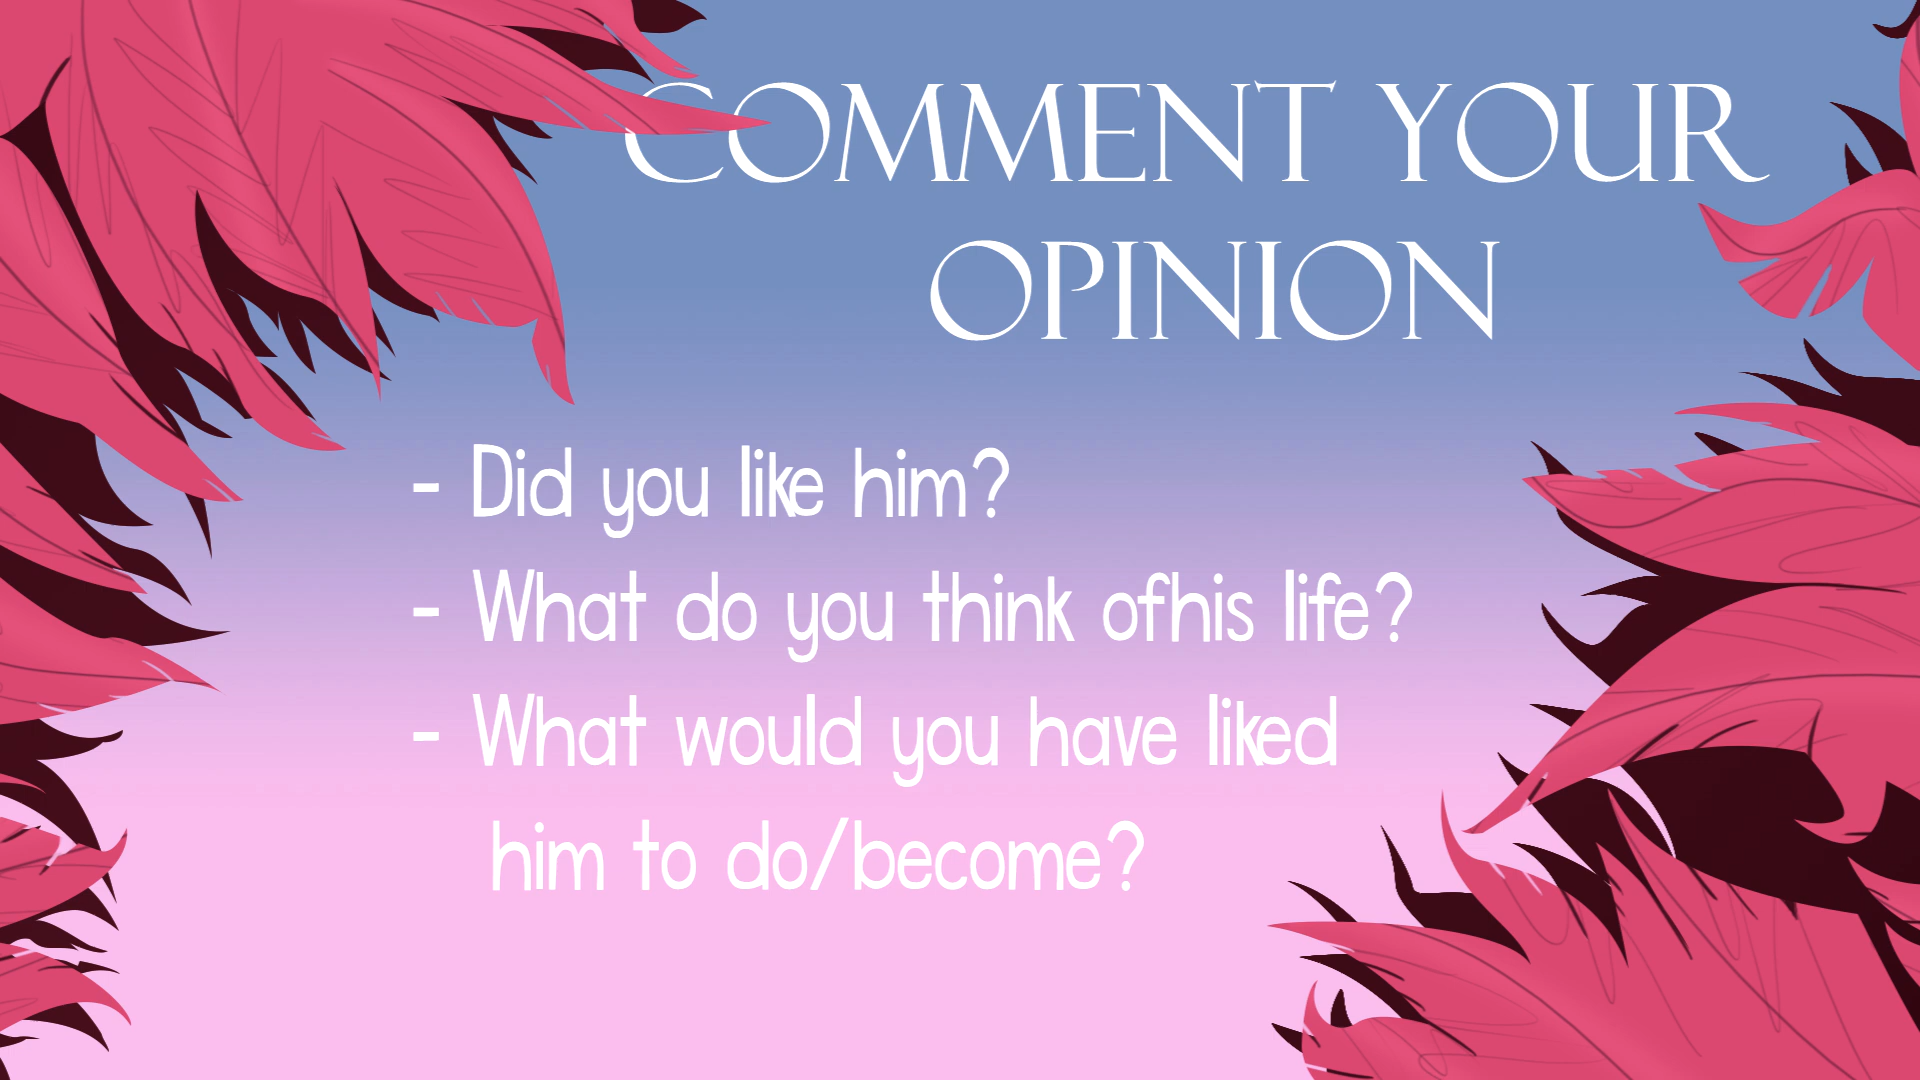 COMMENT YOUR
OPINION
- Did you like him?
- What do you think ofhis life?
- What would you have liked
him to do/become?